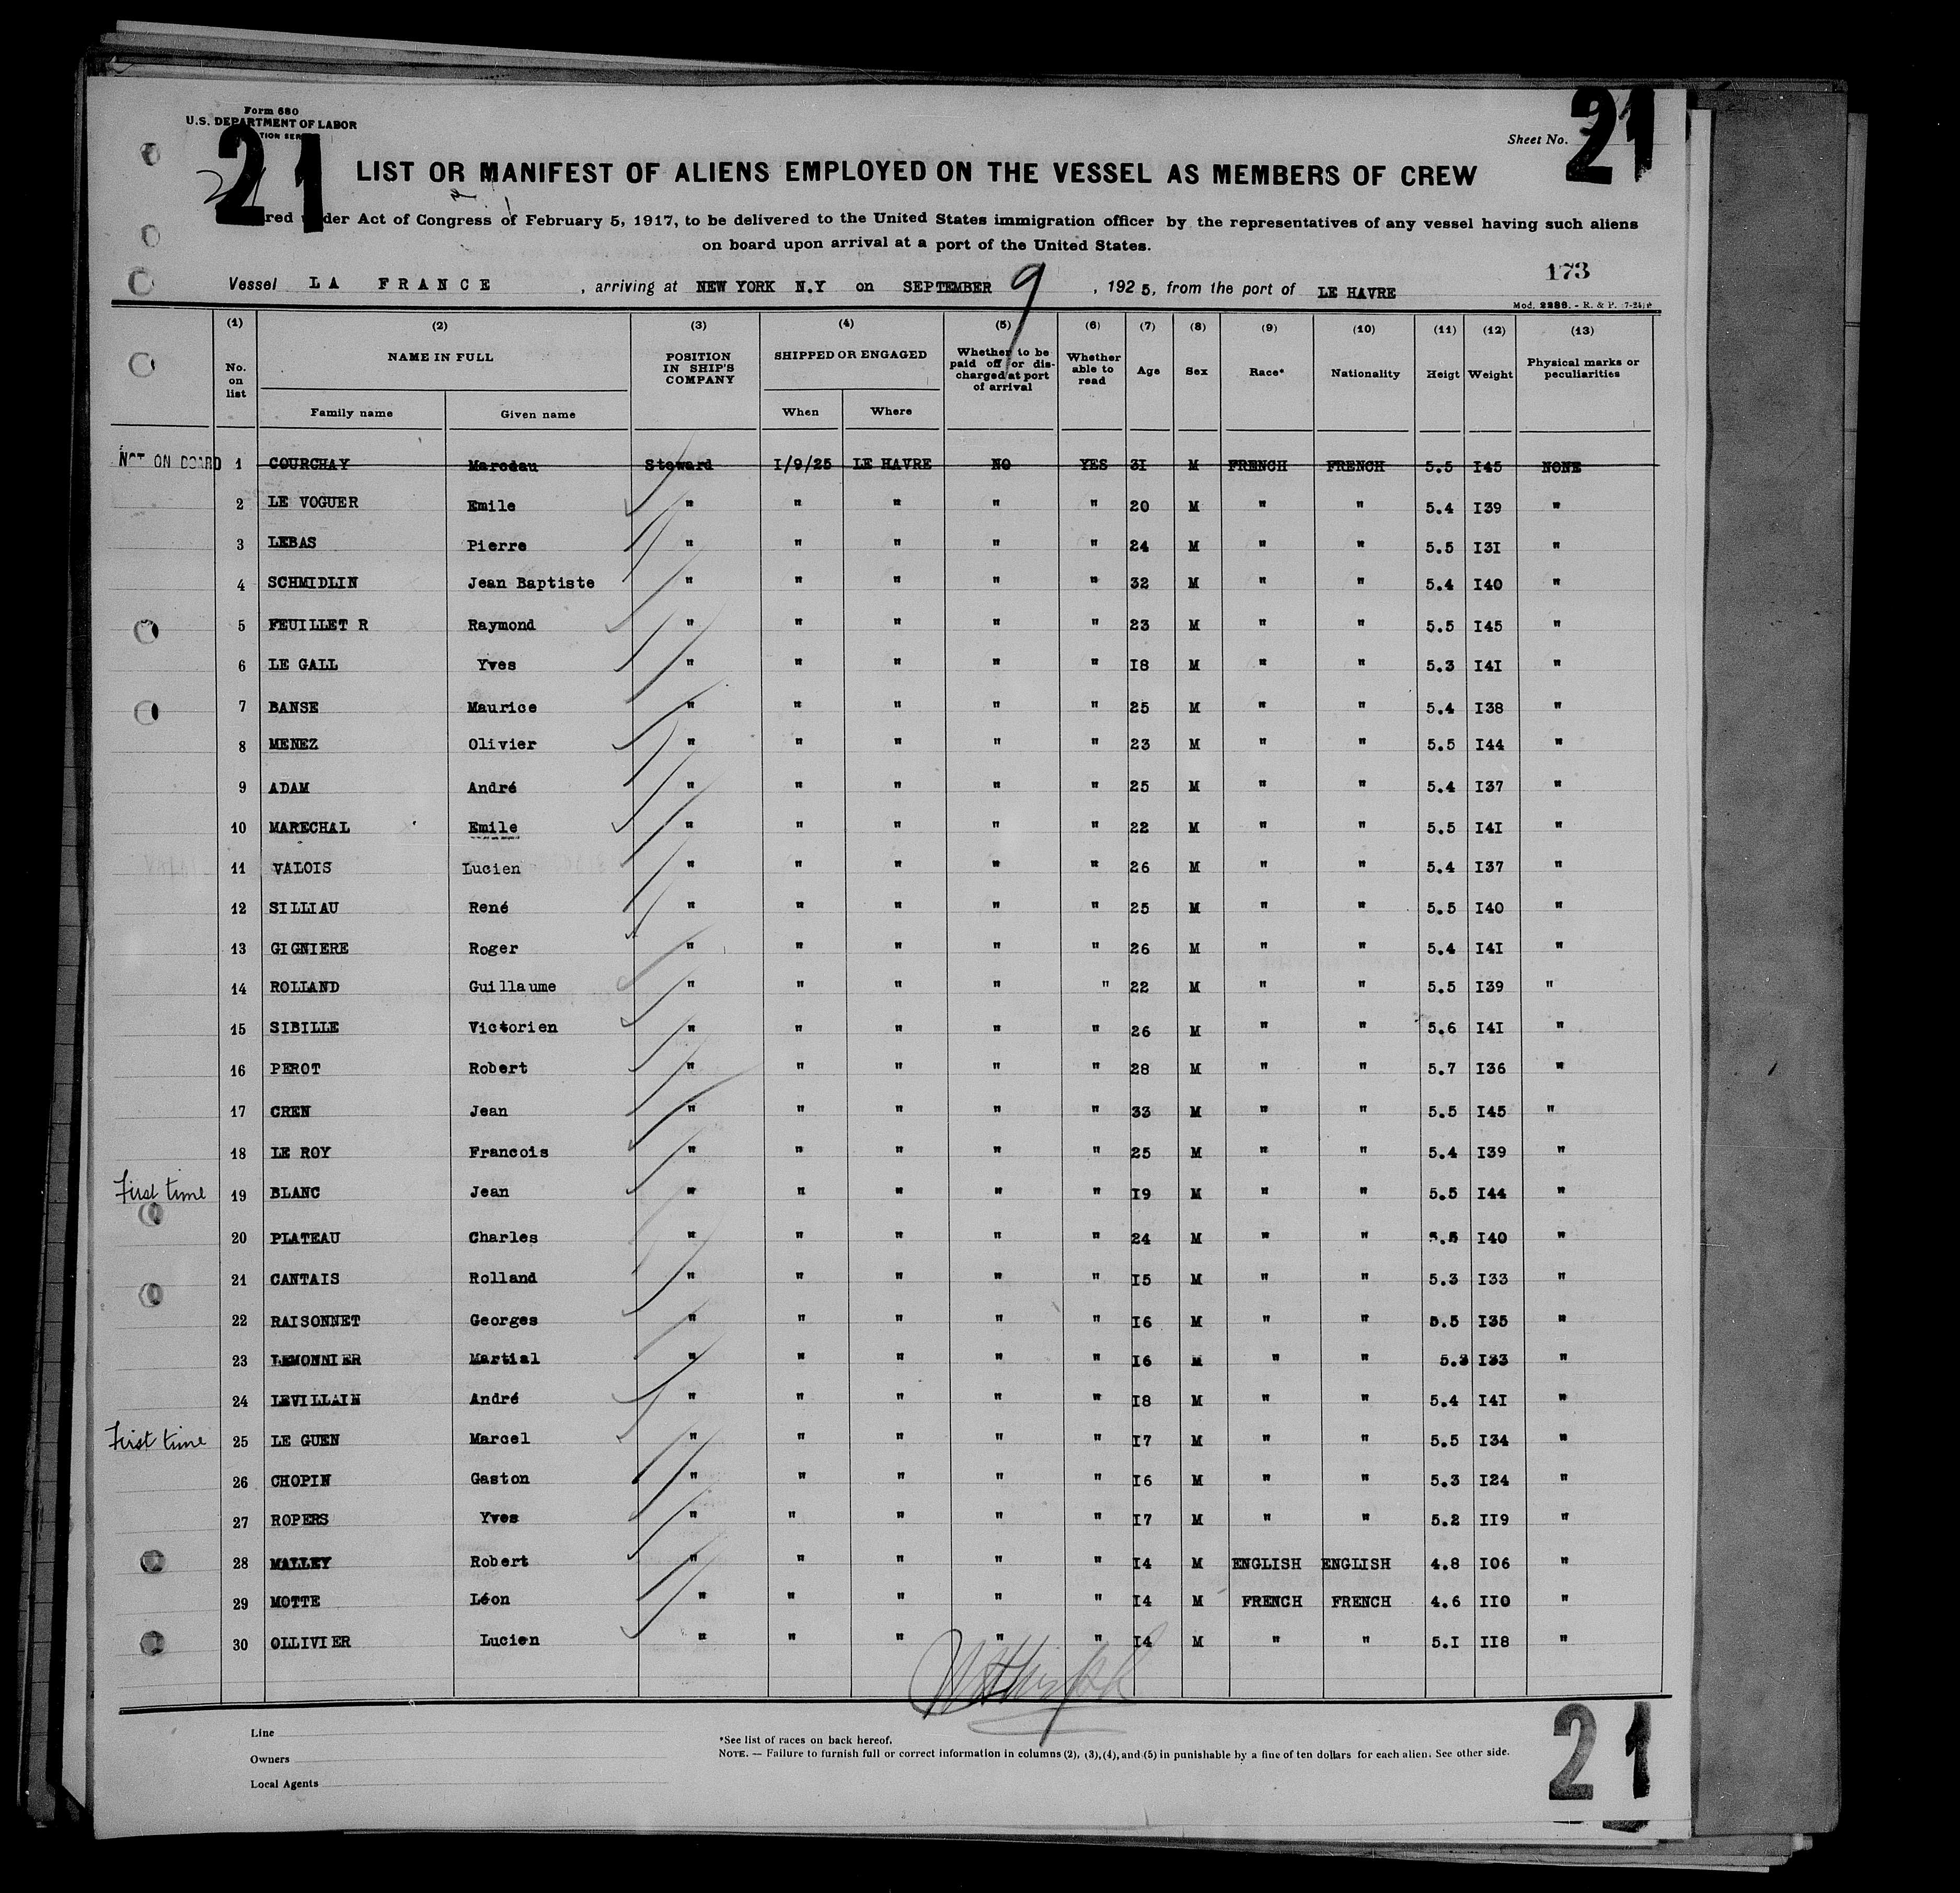 Form 680
U.S. DEPARTMENT OF LABOR
21
21
Sheet No.
LIST OR MANIFEST OF ALIENS EMPLOYED ON THE VESSEL AS MEMBERS OF CREW
Act of Congress of February 5, 1917, to be delivered to the United States immigration officer by the representatives of any vessel having such aliens
on board upon arrival at a port of the United States.
173
Vessel LA FRANCE , arriving at NEW YORK N.Y on SEPTEMBER 9 , 1925, from the port of LE HAVRE
Mod. 2286. - R. & P.
(1) (2) (3) (4) (5) (6) (7) (8) (9) (10) (11) (12) (13)
No. on list NAME IN FULL POSITION IN SHIP'S COMPANY SHIPPED OR ENGAGED Whether to be paid off or discharged at port of arrival Whether able to read Age Sex Race* Nationality Heigt Weight Physical marks or peculiarities
Family name Given name When Where
NOT ON BOARD 1 COURCHAY Steward 1/9/25 LE HAVRE NO YES 31 M FRENCH FRENCH 5.5 I45 NONE
2 LE VOGUER Emile " " " " " 20 M " " 5.4 I39 "
3 LEBAS Pierre " " " " " 24 M " " 5.5 I3I "
4 SCHMIDLIN Jean Baptiste " " " " " 32 M " " 5.4 I40 "
5 FEUILLET R Raymond " " " " " 23 M " " 5.5 I45 "
6 LE GALL Yves " " " " " I8 M " " 5.3 I4I "
7 BANSE Maurice " " " " " 25 M " " 5.4 I38 "
8 MENEZ Olivier " " " " " 23 M " " 5.5 I44 "
9 ADAM André " " " " " 25 M " " 5.4 I37 "
10 MARECHAL Emile " " " " " 22 M " " 5.5 I4I "
11 VALOIS Lucien " " " " " 26 M " " 5.4 I37 "
12 SILLIAU René " " " " " 25 M " " 5.5 I40 "
13 GIGNIERE Roger " " " " " 26 M " " 5.4 I4I "
14 ROLLAND Guillaume " " " " " 22 M " " 5.5 I39 "
15 SIBILLE Victorien " " " " " 26 M " " 5.6 I4I "
16 PEROT Robert " " " " " 28 M " " 5.7 I36 "
17 CREN Jean " " " " " 33 M " " 5.5 I45 "
18 LE ROY Francois " " " " " 25 M " " 5.4 I39 "
First time 19 BLANC Jean " " " " " I9 M " " 5.5 I44 "
20 PLATEAU Charles " " " " " 24 M " " 5.5 I40 "
21 CANTAIS Rolland " " " " " I5 M " " 5.3 I33 "
22 RAISONNET Georges " " " " " I6 M " " 5.5 I35 "
23 LEMONNIER Martial " " " " " I6 M " " 5.3 I33 "
24 LEVILLAIN André " " " " " I8 M " " 5.4 I4I "
First time 25 LE GUEN Marcel " " " " " I7 M " " 5.5 I34 "
26 CHOPIN Gaston " " " " " I6 M " " 5.3 I24 "
27 ROPERS Yves " " " " " I7 M " " 5.2 II9 "
28 MALLEY Robert " " " " " I4 M ENGLISH ENGLISH 4.8 I06 "
29 MOTTE Léon " " " " " I4 M FRENCH FRENCH 4.6 II0 "
30 OLLIVIER Lucien " " " " " I4 M " " 5.I II8 "
Line
Owners
Local Agents
*See list of races on back hereof.
NOTE. — Failure to furnish full or correct information in columns (2), (3), (4), and (5) in punishable by a fine of ten dollars for each alien. See other side.
21